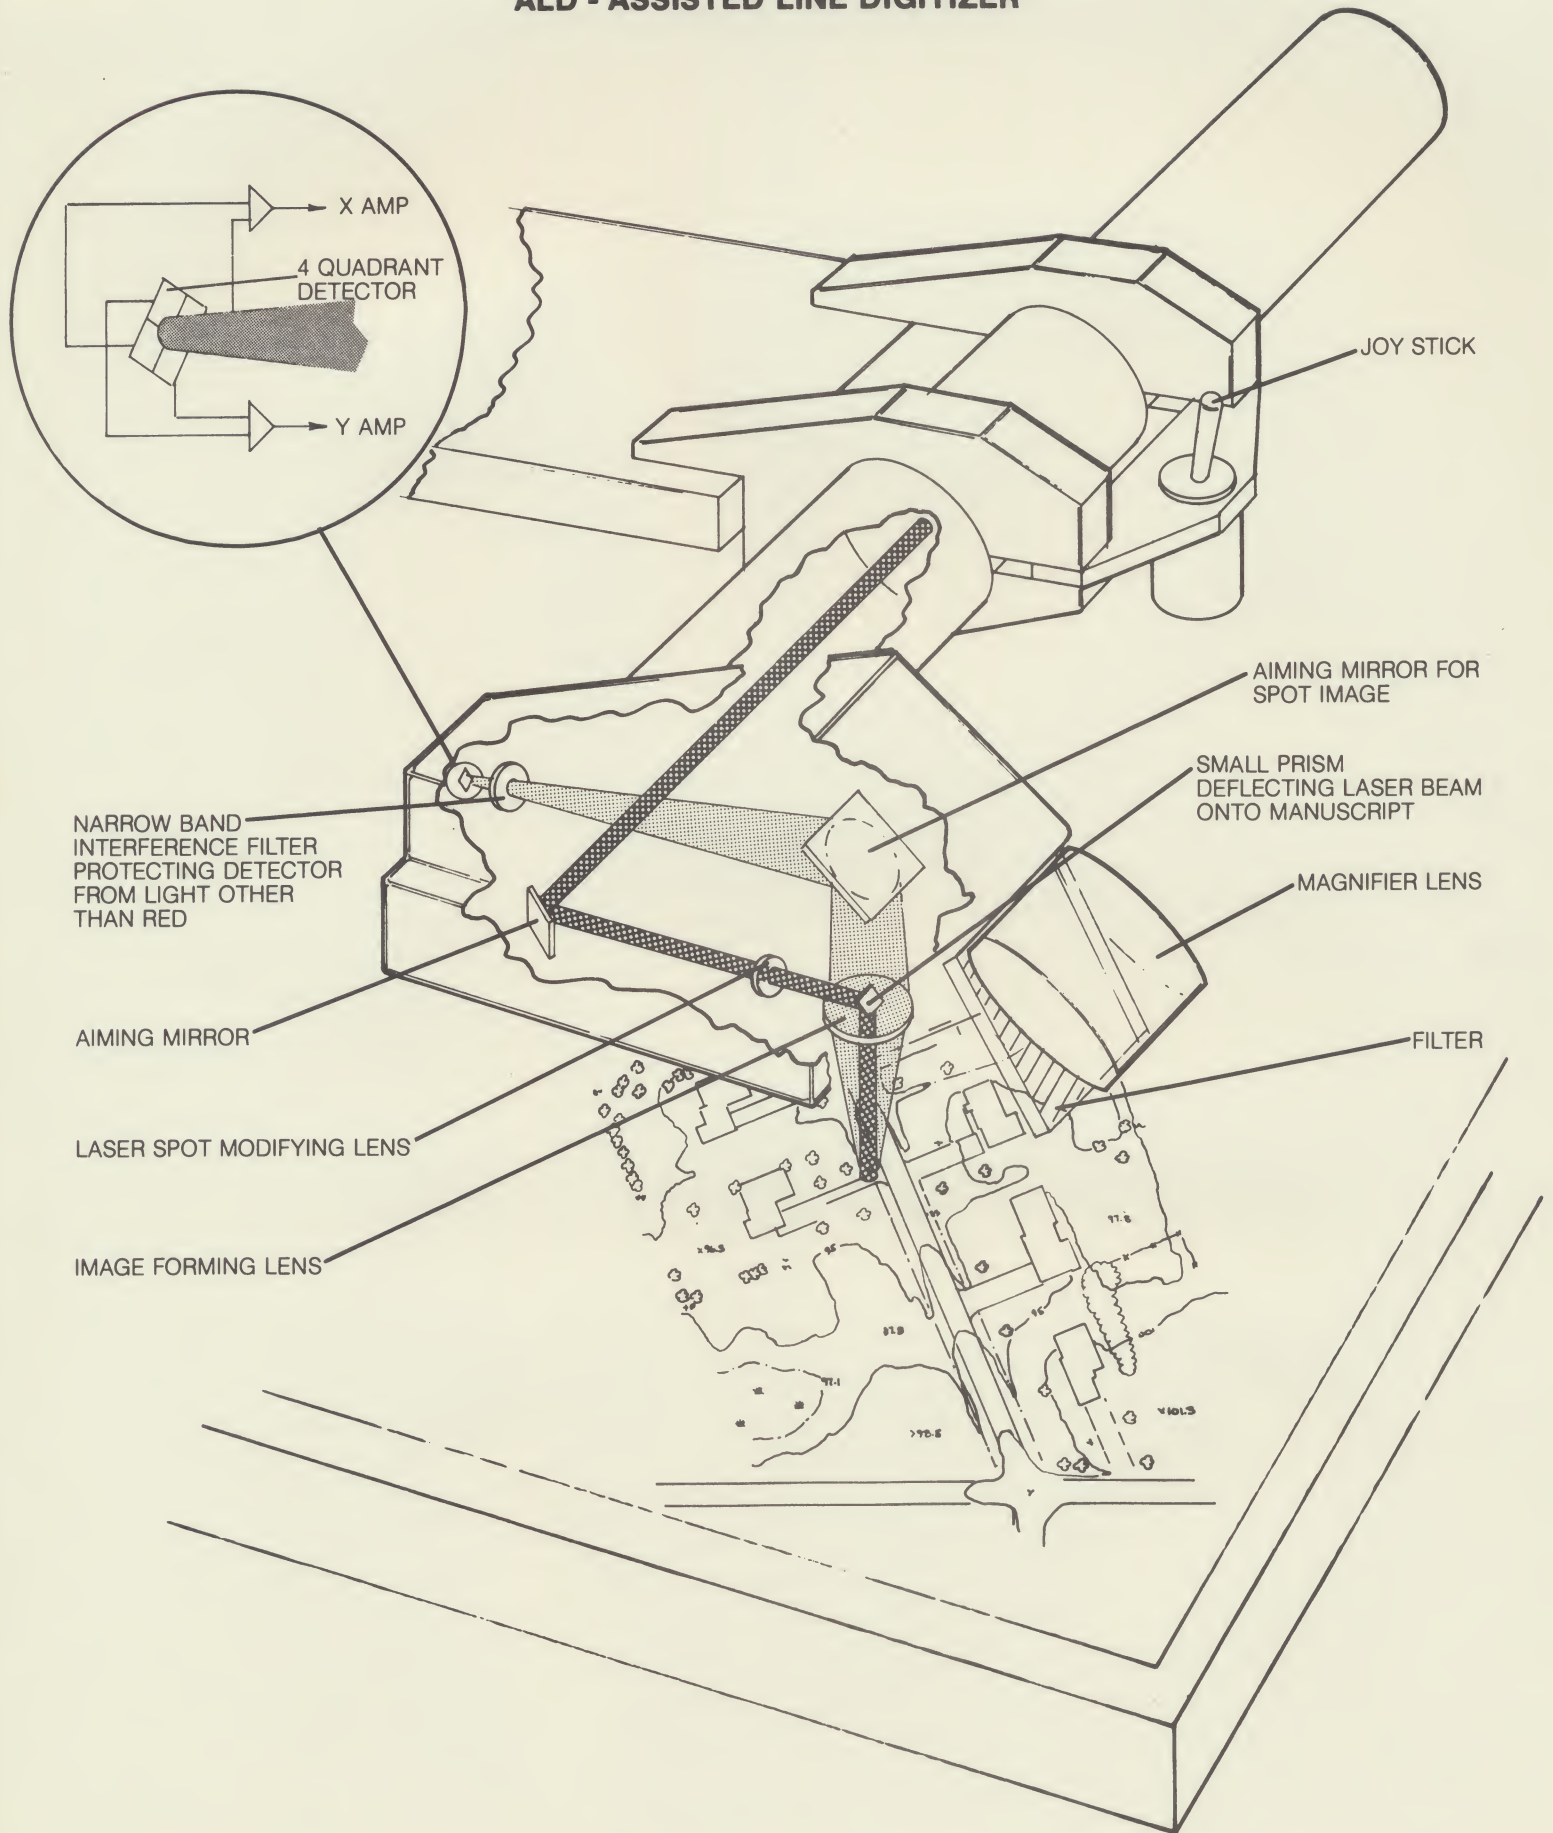 ALD - ASSISTED LINE DIGITIZER
X AMP
4 QUADRANT
DETECTOR
Y AMP
JOY STICK
AIMING MIRROR FOR
SPOT IMAGE
SMALL PRISM
DEFLECTING LASER BEAM
ONTO MANUSCRIPT
NARROW BAND
INTERFERENCE FILTER
PROTECTING DETECTOR
FROM LIGHT OTHER
THAN RED
MAGNIFIER LENS
AIMING MIRROR
FILTER
LASER SPOT MODIFYING LENS
IMAGE FORMING LENS